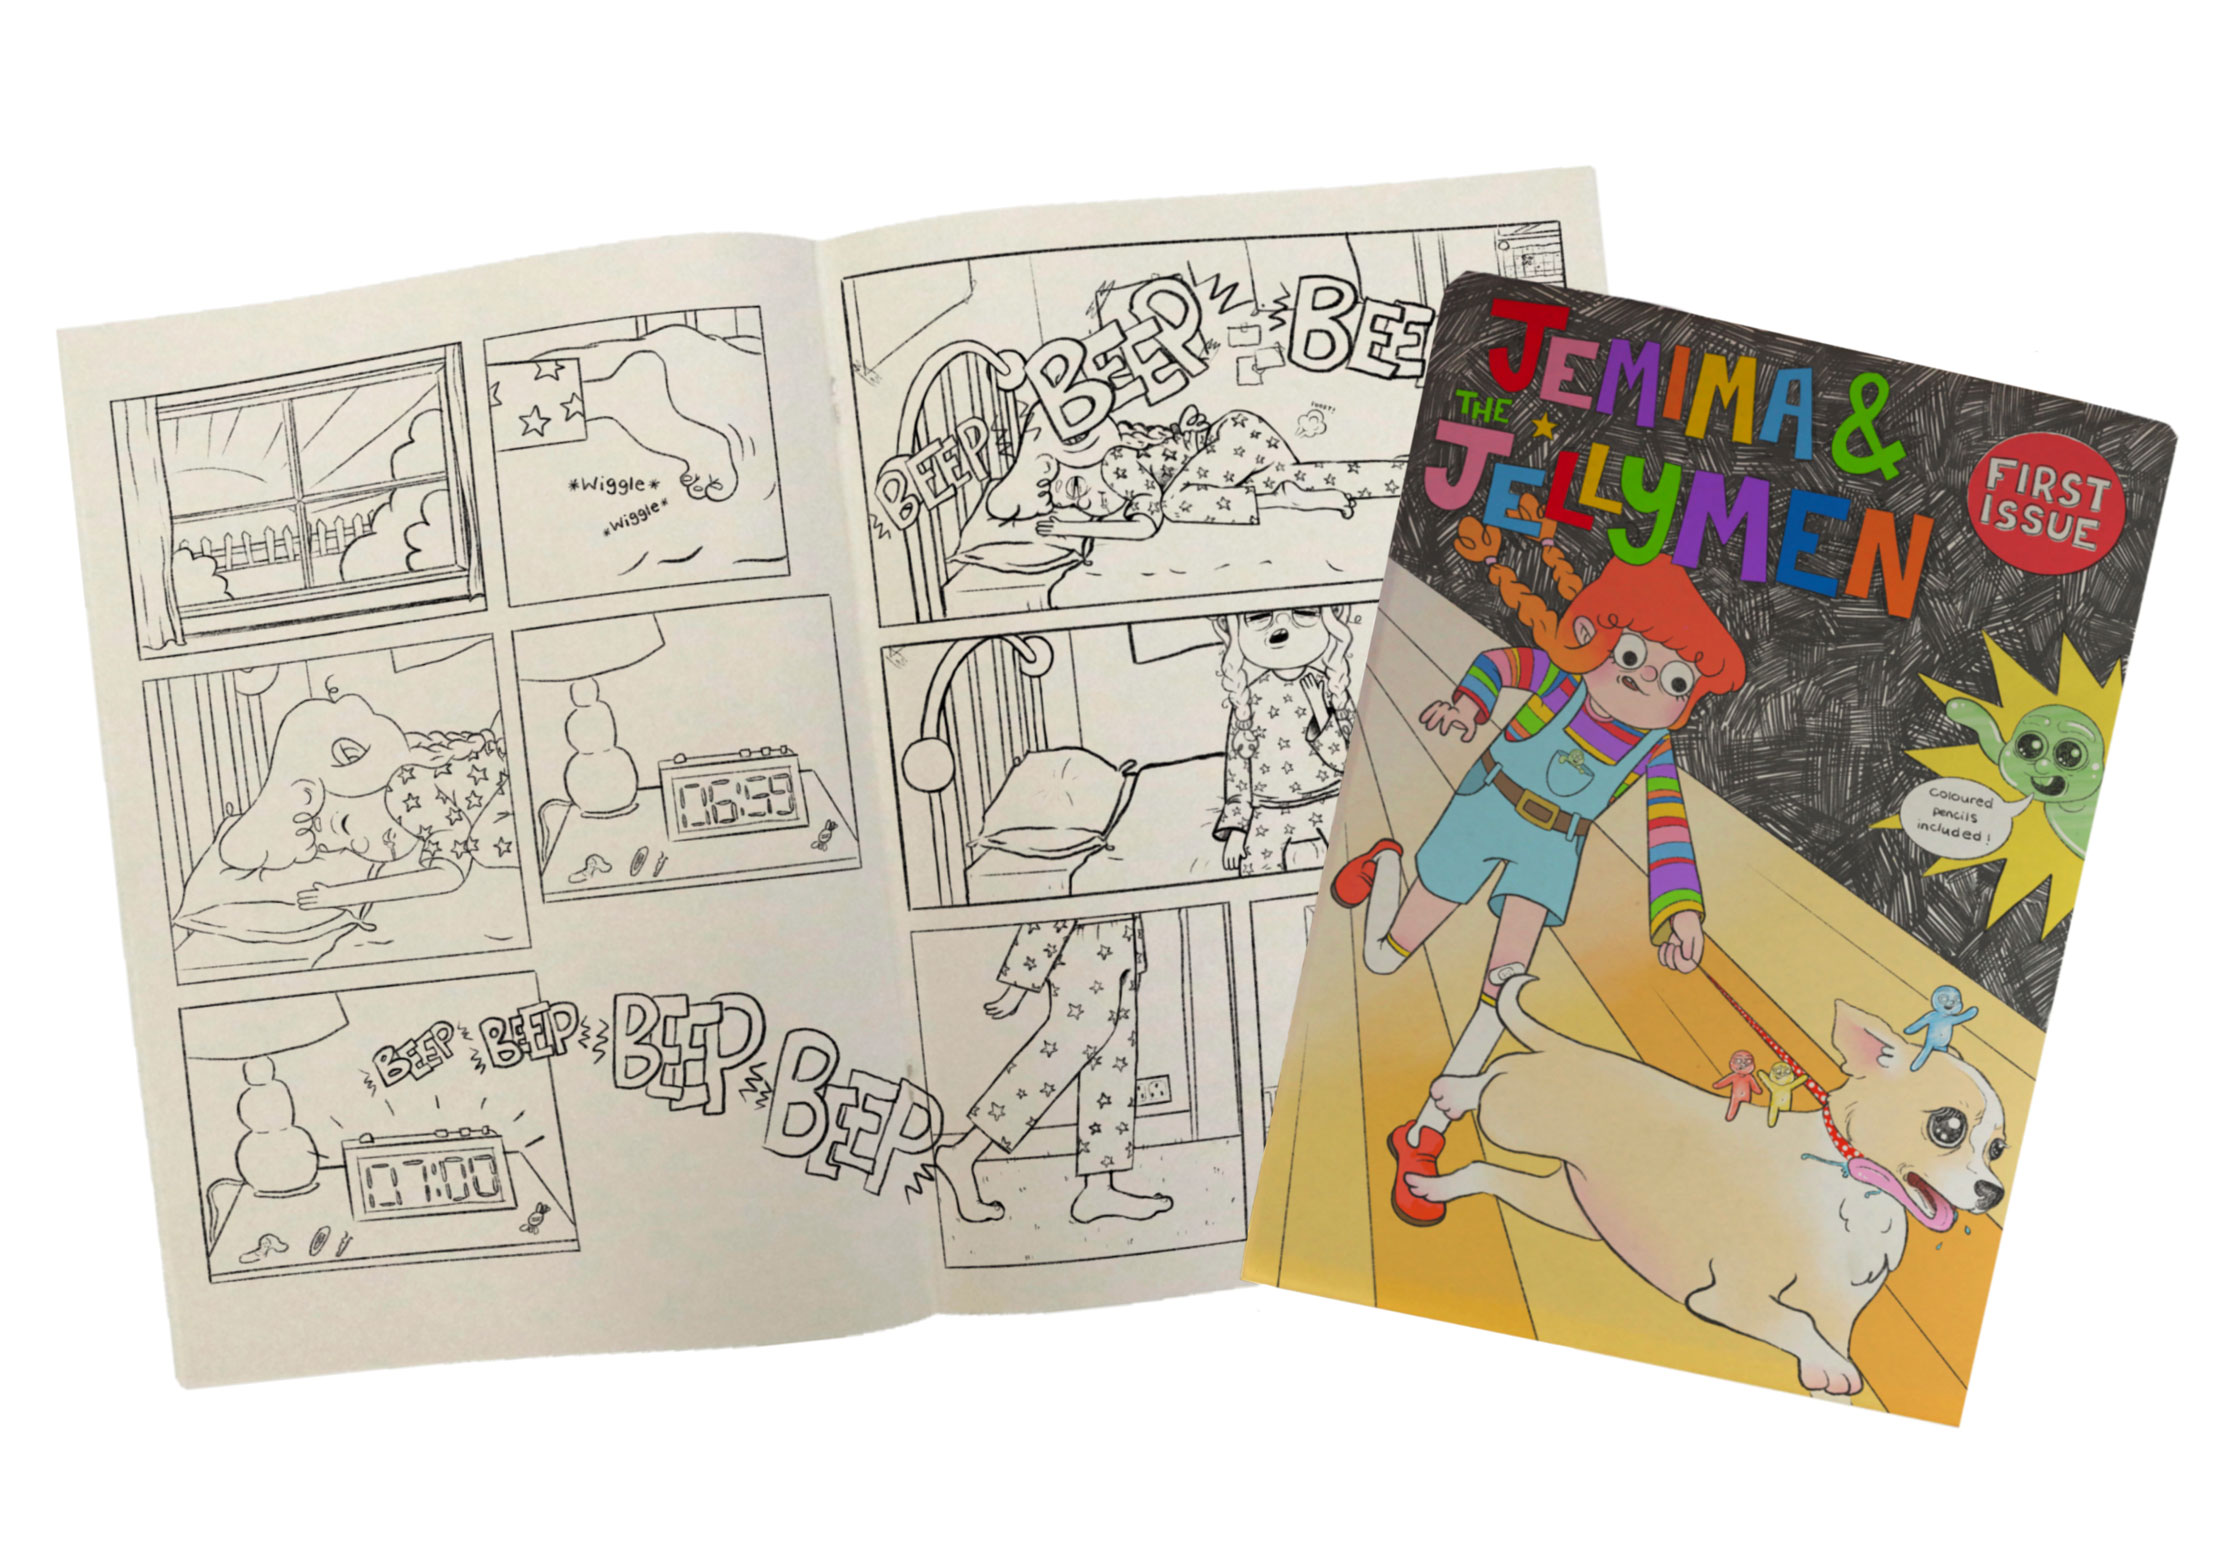 *Wiggle*
*Wiggle*
06:59
BEEP
BEEP
BEEP
BEEP
07:00
BEEP
BEEP
BEE
JEMIMA &
THE
JELLYMEN
FIRST
ISSUE
Coloured
pencils
included!